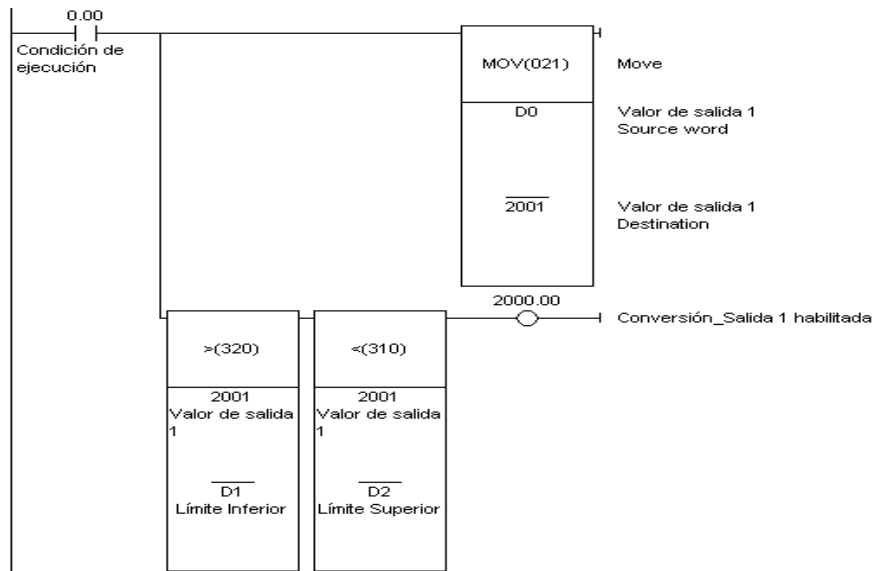 0.00
Condición de
ejecución
MOV(021)
Move
D0
Valor de salida 1
Source word
2001
Valor de salida 1
Destination
2000.00
Conversión_Salida 1 habilitada
>(320)
<(310)
2001
Valor de salida
1
2001
Valor de salida
1
D1
Límite Inferior
D2
Límite Superior